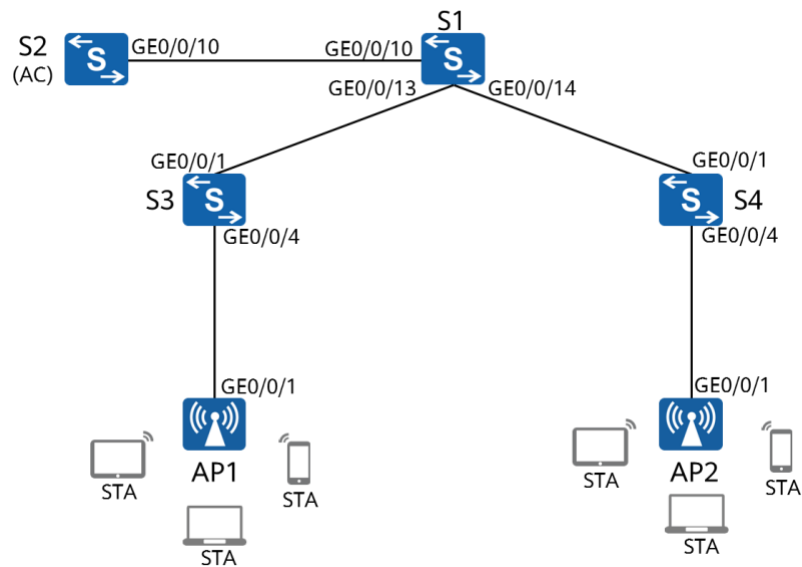 S1
S2
(AC)
GE0/0/10
GE0/0/10
S
S
GE0/0/13
GE0/0/14
GE0/0/1
GE0/0/1
S3
S
S
S4
GE0/0/4
GE0/0/4
GE0/0/1
GE0/0/1
AP1
AP2
STA
STA
STA
STA
STA
STA